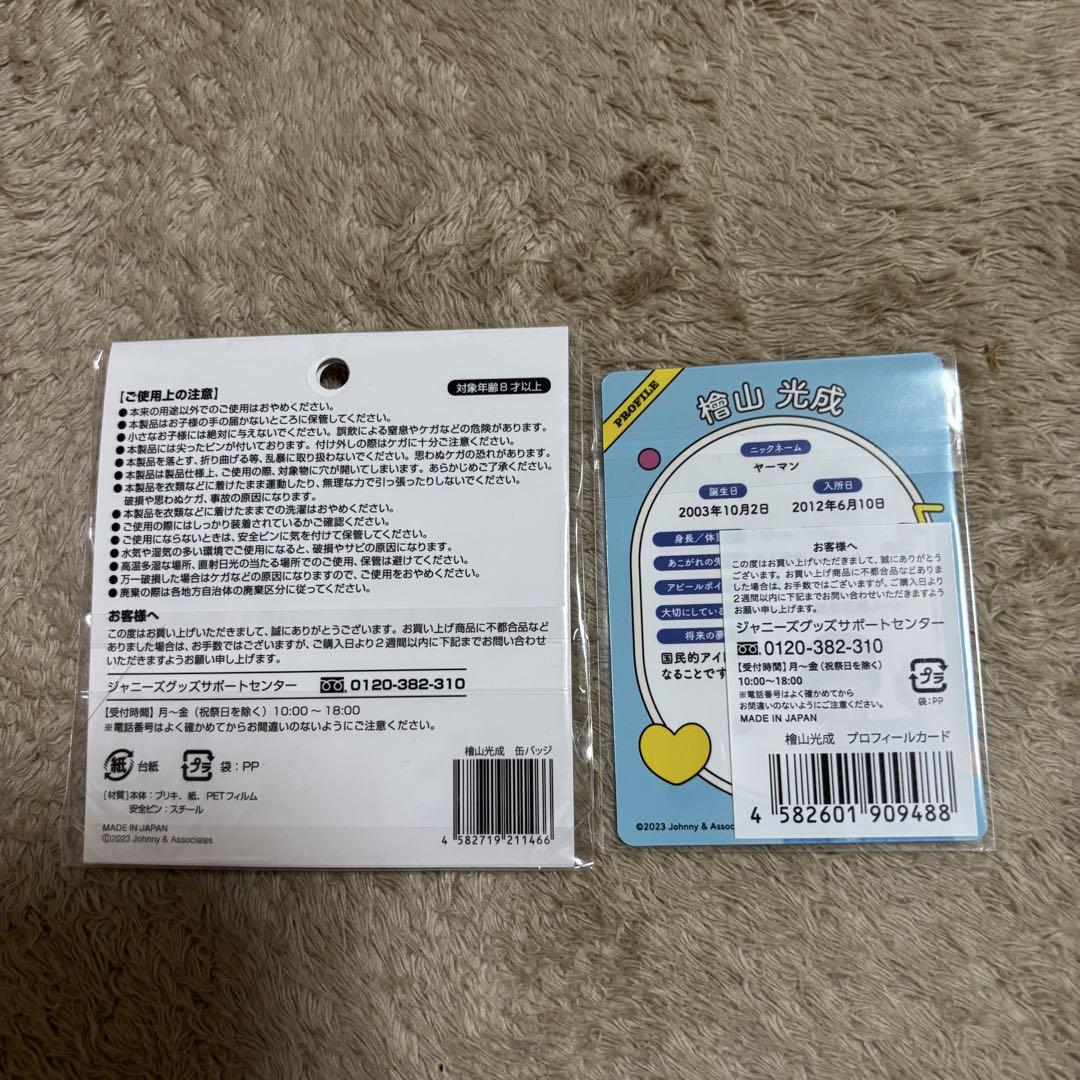 【ご使用上の注意】
対象年齢8才以上
●本来の用途以外でのご使用はおやめください。
●本製品はお子様の手の届かないところに保管してください。
●小さなお子様には絶対に与えないでください。誤飲による窒息やケガなどの危険があります。
●本製品には尖ったピンが付いております。付け外しの際はケガに十分ご注意ください。
●本製品を落とす、折り曲げる等、乱暴に取り扱わないでください。思わぬケガの恐れがあります。
●本製品は製品仕様上、ご使用の際、対象物に穴が開いてしまいます。あらかじめご了承ください。
●本製品を衣類などに着けたまま運動したり、無理な力で引っ張ったりしないでください。
破損や思わぬケガ、事故の原因になります。
●本製品を衣類などに着けたままでの洗濯はおやめください。
●ご使用の際にはしっかり装着されているかご確認ください。
●ご使用にならないときは、安全ピンに気を付けて保管してください。
●水気や湿気の多い環境でご使用になると、破損やサビの原因になります。
●高温多湿な場所、直射日光の当たる場所でのご使用、保管は避けてください。
●万一破損した場合はケガなどの原因になりますので、ご使用をおやめください。
●廃棄の際は各地方自治体の廃棄区分に従ってください。
お客様へ
この度はお買い上げいただきまして、誠にありがとうございます。お買い上げ商品に不都合品など
ありました場合は、お手数ではございますが、ご購入日より2週間以内に下記までお問い合わせ
いただきますようお願い申し上げます。
ジャニーズグッズサポートセンター 0120-382-310
【受付時間】月〜金（祝祭日を除く）10:00〜18:00
※電話番号はよく確かめてからお間違いのないようにご注意ください。
紙 台紙 プラ 袋：PP
[材質]本体：ブリキ、紙、PETフィルム
安全ピン：スチール
MADE IN JAPAN
©2023 Johnny & Associates
檜山光成 缶バッジ
4 582719 211466
PROFILE
檜山 光成
ニックネーム
ヤーマン
誕生日
2003年10月2日
入所日
2012年6月10日
身長／体
あこがれの先
アピールポイ
大切にしている
将来の夢
国民的アイ
なることです
©2023 Johnny & Assoc
お客様へ
この度はお買い上げいただきまして、誠にありがとう
ございます。お買い上げ商品に不都合品などありま
した場合は、お手数ではございますが、ご購入日より
2週間以内に下記までお問い合わせいただきますよう
お願い申し上げます。
ジャニーズグッズサポートセンター
0120-382-310
【受付時間】月〜金（祝祭日を除く）
10:00〜18:00
※電話番号はよく確かめてから
お間違いのないようにご注意ください。
MADE IN JAPAN
プラ
袋：PP
檜山光成 プロフィールカード
4 582601 909488